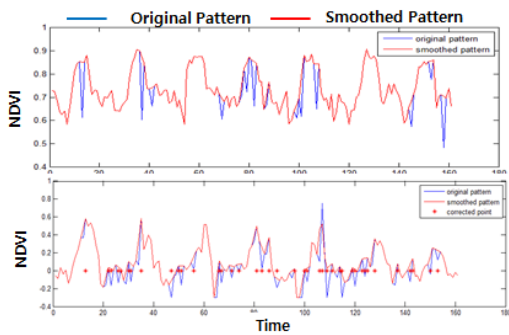 Original Pattern Smoothed Pattern
NDVI
1
0.9
0.8
0.7
0.6
0.5
0.4
0 20 40 60 80 100 120 140 160 180
original pattern
smoothed pattern
NDVI
1
0.8
0.6
0.4
0.2
0
-0.2
-0.4
0 20 40 60 80 100 120 140 160 180
original pattern
smoothed pattern
corrected point
Time